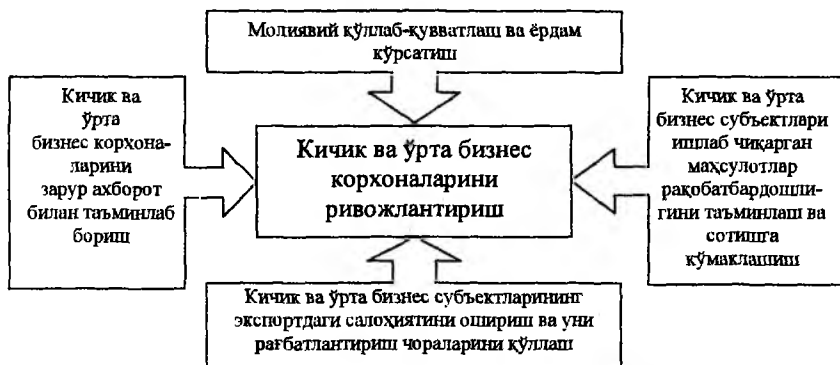 Молиявий қўллаб-қувватлаш ва ёрдам
кўрсатиш
Кичик ва
ўрта
бизнес корхона-
ларини
зарур ахборот
билан таъминлаб
бориш
Кичик ва ўрта бизнес
корхоналарини
ривожлантириш
Кичик ва ўрта
бизнес субъектлари
ишлаб чиқарган
маҳсулотлар
рақобатбардошли-
гини таъминлаш ва
сотишга
кўмаклашиш
Кичик ва ўрта бизнес субъектларининг
экспортдаги салоҳиятини ошириш ва уни
рағбатлантириш чораларини қўллаш